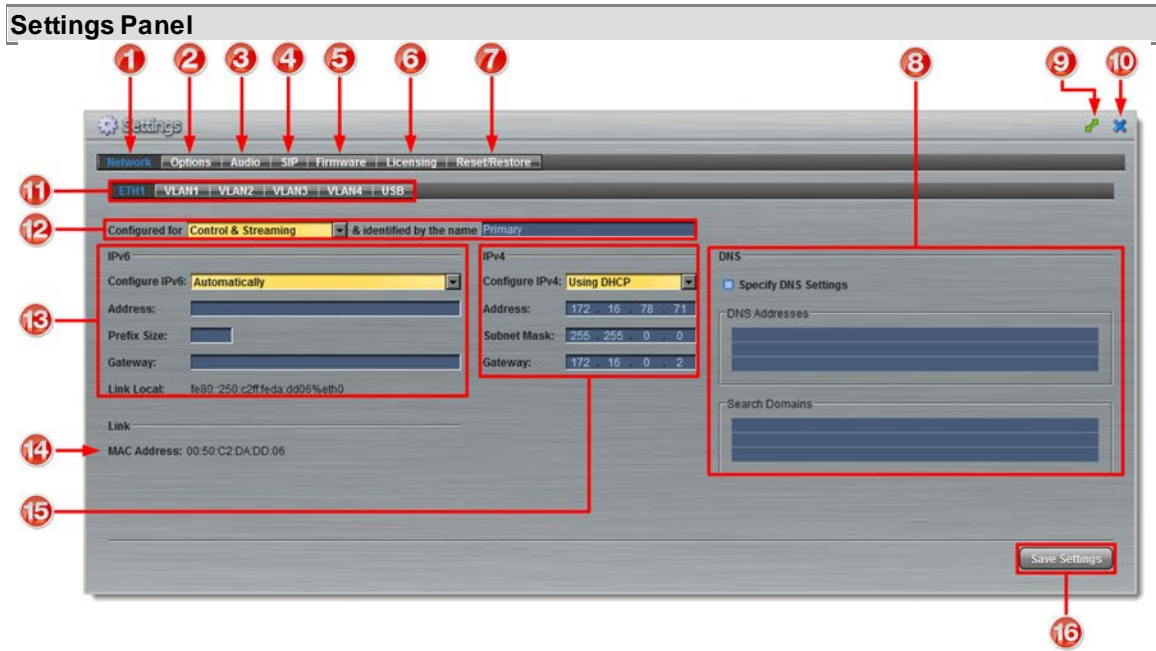 Settings Panel
1 2 3 4 5 6 7 8 9 10
Settings
Network Options Audio SIP Firmware Licensing Reset/Restore
11
ETH1 VLAN1 VLAN2 VLAN3 VLAN4 USB
12
Configured for Control & Streaming & identified by the name Primary
IPv6
Configure IPv6: Automatically
Address:
Prefix Size:
Gateway:
Link Local: fe80::250:c2ff:feda:dd06%eth0
13
IPv4
Configure IPv4: Using DHCP
Address: 172 . 16 . 78 . 71
Subnet Mask: 255 . 255 . 0 . 0
Gateway: 172 . 16 . 0 . 2
DNS
Specify DNS Settings
DNS Addresses
Search Domains
Link
14
MAC Address: 00:50:C2:DA:DD:06
15
Save Settings
16